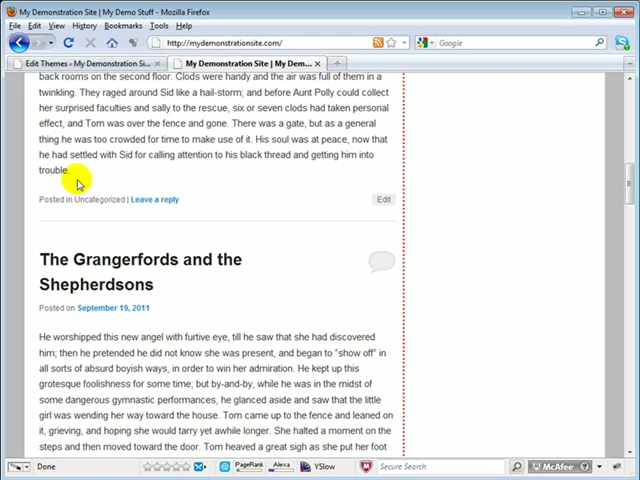 My Demonstration Site | My Demo Stuff - Mozilla Firefox
File Edit View History Bookmarks Tools Help
http://mydemonstrationsite.com/
Google
Edit Themes ‹ My Demonstration Si...
My Demonstration Site | My Dem...
back rooms on the second floor. Clods were handy and the air was full of them in a
twinkling. They raged around Sid like a hail-storm; and before Aunt Polly could collect
her surprised faculties and sally to the rescue, six or seven clods had taken personal
effect, and Tom was over the fence and gone. There was a gate, but as a general
thing he was too crowded for time to make use of it. His soul was at peace, now that
he had settled with Sid for calling attention to his black thread and getting him into
trouble.
Posted in Uncategorized | Leave a reply
Edit
The Grangerfords and the
Shepherdsons
Posted on September 19, 2011
He worshipped this new angel with furtive eye, till he saw that she had discovered
him; then he pretended he did not know she was present, and began to "show off" in
all sorts of absurd boyish ways, in order to win her admiration. He kept up this
grotesque foolishness for some time; but by-and-by, while he was in the midst of
some dangerous gymnastic performances, he glanced aside and saw that the little
girl was wending her way toward the house. Tom came up to the fence and leaned on
it, grieving, and hoping she would tarry yet awhile longer. She halted a moment on the
steps and then moved toward the door. Tom heaved a great sigh as she put her foot
Done
PageRank
Alexa
YSlow
Secure Search
McAfee